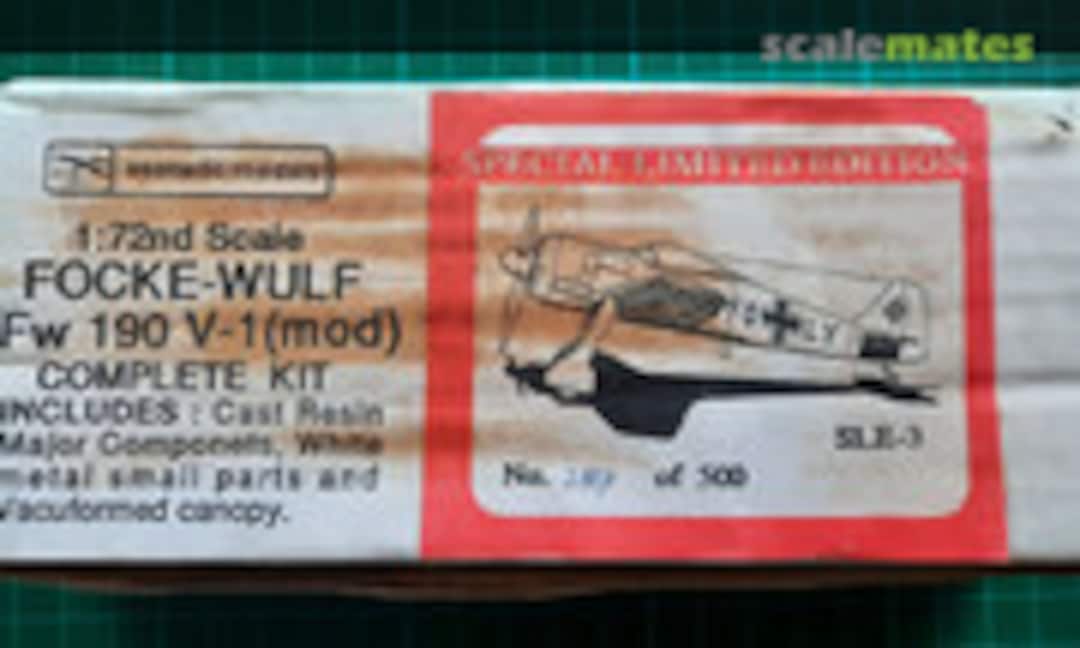 scalemates
1:72nd Scale
FOCKE-WULF
Fw 190 V-1(mod)
COMPLETE KIT
INCLUDES : Cast Resin
Major Components, White
metal small parts and
Vacuformed canopy.
SPECIAL LIMITED EDITION
SLE-3
No. of 500